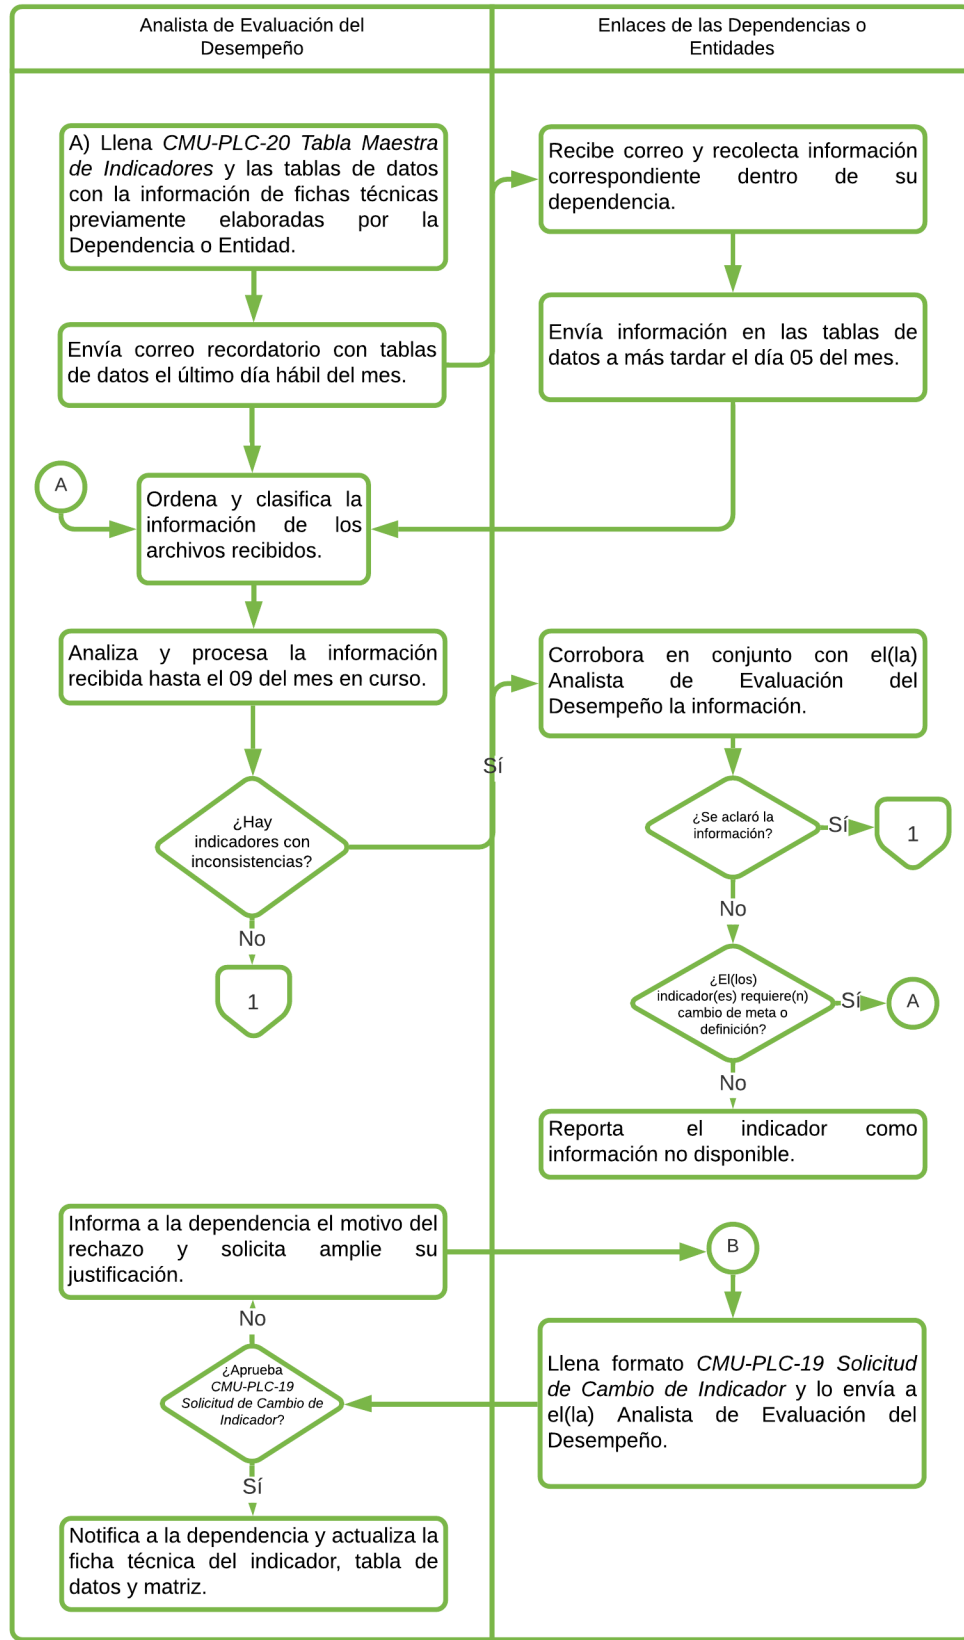 Analista de Evaluación del
Desempeño
Enlaces de las Dependencias o
Entidades
A) Llena CMU-PLC-20 Tabla Maestra
de Indicadores y las tablas de datos
con la información de fichas técnicas
previamente elaboradas por la
Dependencia o Entidad.
Recibe correo y recolecta información
correspondiente dentro de su
dependencia.
Envía correo recordatorio con tablas
de datos el último día hábil del mes.
Envía información en las tablas de
datos a más tardar el día 05 del mes.
A
Ordena y clasifica la
información de los
archivos recibidos.
Analiza y procesa la información
recibida hasta el 09 del mes en curso.
Corrobora en conjunto con el(la)
Analista de Evaluación del
Desempeño la información.
Sí
¿Hay
indicadores con
inconsistencias?
No
1
¿Se aclaró la
información?
Sí
1
No
¿El(los)
indicador(es) requiere(n)
cambio de meta o
definición?
Sí
A
No
Reporta el indicador como
información no disponible.
Informa a la dependencia el motivo del
rechazo y solicita amplie su
justificación.
B
No
¿Aprueba
CMU-PLC-19
Solicitud de Cambio de
Indicador?
Llena formato CMU-PLC-19 Solicitud
de Cambio de Indicador y lo envía a
el(la) Analista de Evaluación del
Desempeño.
Sí
Notifica a la dependencia y actualiza la
ficha técnica del indicador, tabla de
datos y matriz.